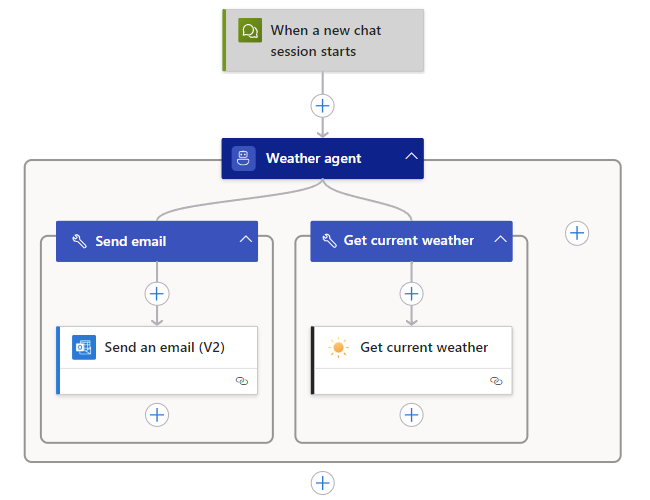 When a new chat
session starts
Weather agent
Send email
Get current weather
Send an email (V2)
Get current weather